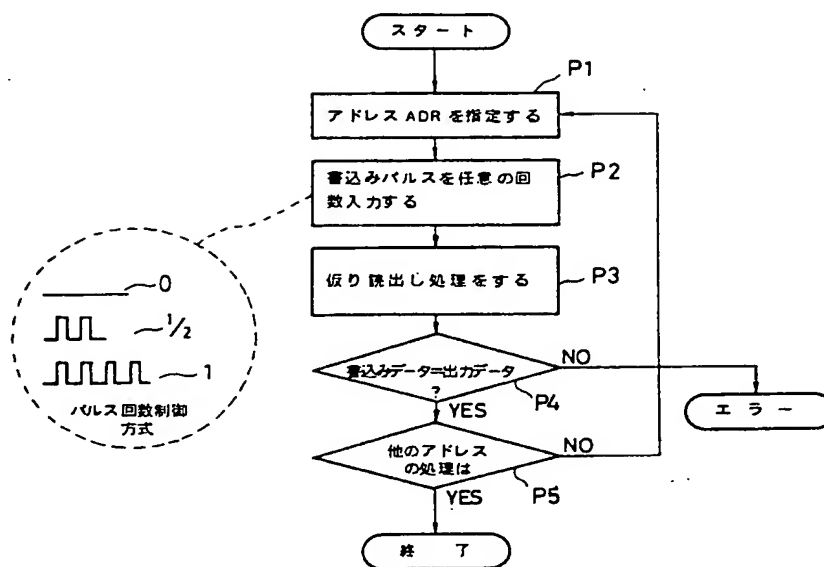 スタート
P1
アドレス ADR を指定する
P2
書込みパルスを任意の回
数入力する
P3
仮り読出し処理をする
0
1/2
1
パルス回数制御
方式
書込みデータ=出力データ
?
NO
P4
エラー
YES
他のアドレス
の処理は
NO
P5
YES
終 了